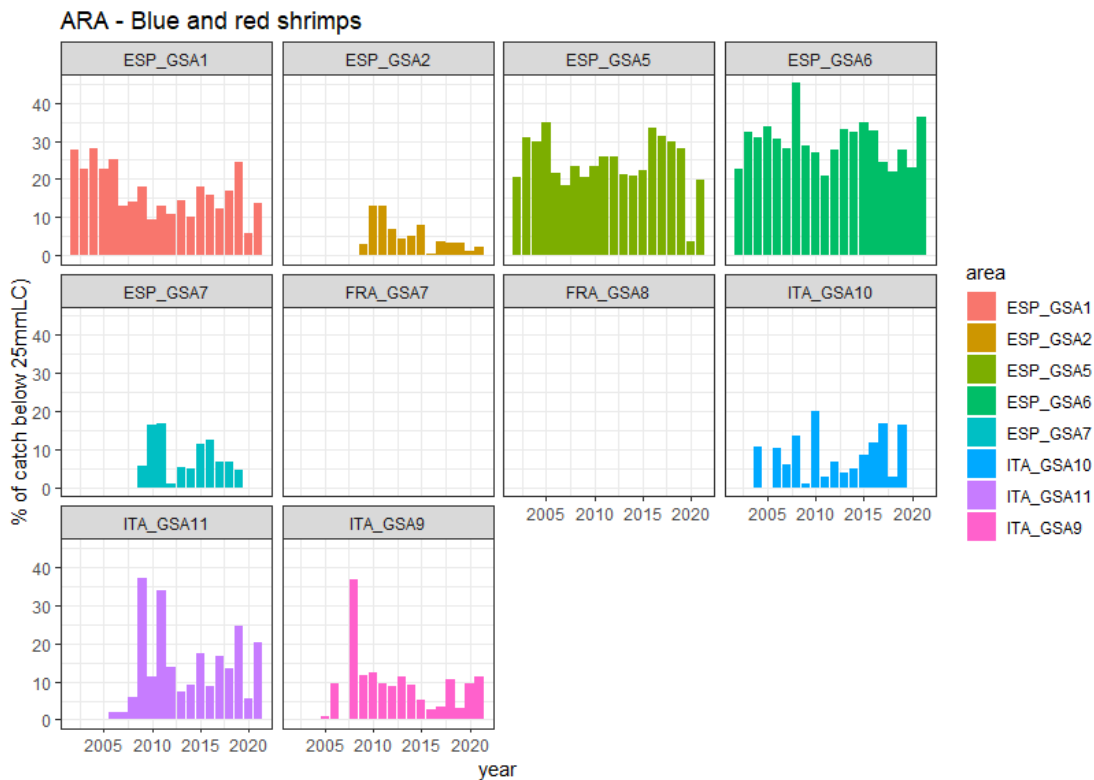 ARA - Blue and red shrimps
ESP_GSA1 ESP_GSA2 ESP_GSA5 ESP_GSA6
40
30
20
10
0
ESP_GSA7 FRA_GSA7 FRA_GSA8 ITA_GSA10
40
30
20
10
0
2005 2010 2015 2020 2005 2010 2015 2020
ITA_GSA11 ITA_GSA9
40
30
20
10
0
2005 2010 2015 2020 2005 2010 2015 2020
year
% of catch below 25mmLC)
area
ESP_GSA1
ESP_GSA2
ESP_GSA5
ESP_GSA6
ESP_GSA7
ITA_GSA10
ITA_GSA11
ITA_GSA9